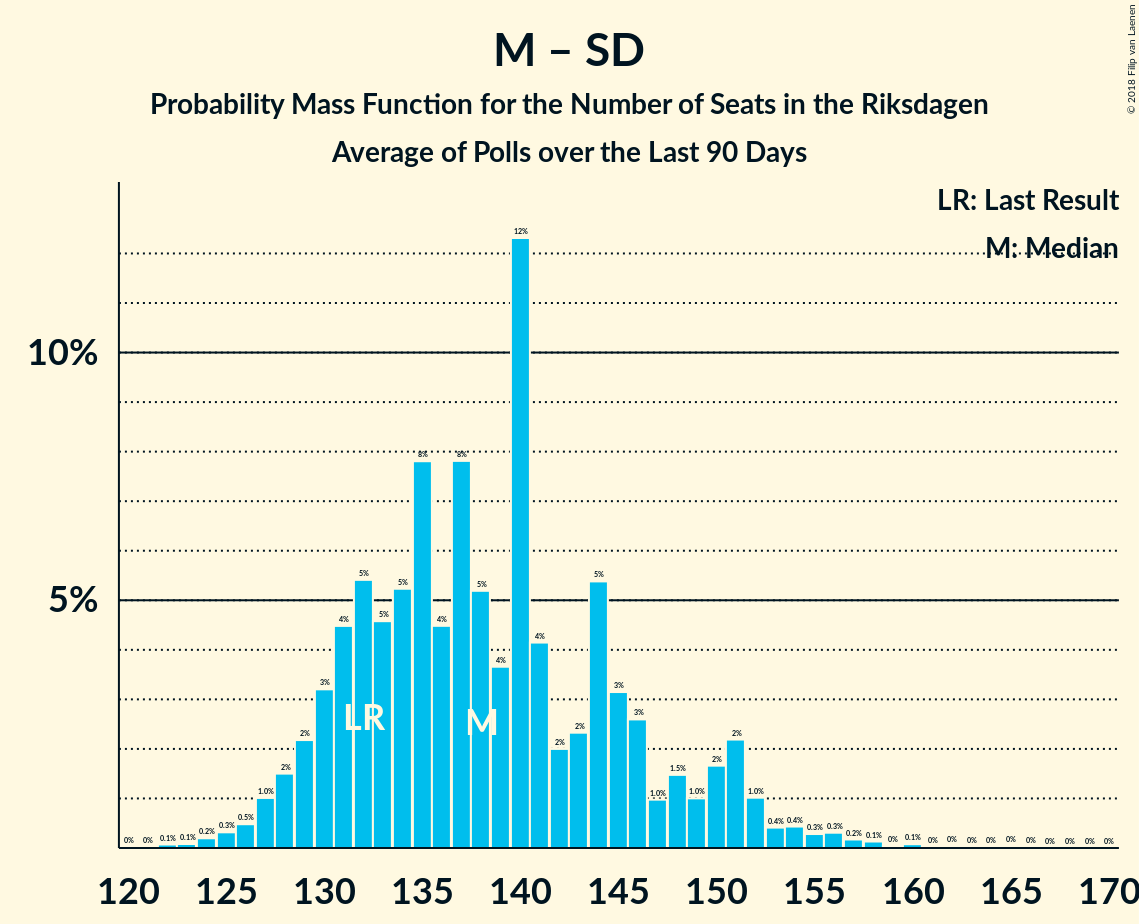 © 2018 Filip van Laenen
M – SD
Probability Mass Function for the Number of Seats in the Riksdagen
Average of Polls over the Last 90 Days
LR: Last Result
M: Median
10%
5%
0% 0% 0.1% 0.1% 0.2% 0.3% 0.5% 1.0% 2% 2% 3% 4% 5% 5% 5% 8% 4% 8% 5% 4% 12% 4% 2% 2% 5% 3% 3% 1.0% 1.5% 1.0% 2% 2% 1.0% 0.4% 0.4% 0.3% 0.3% 0.2% 0.1% 0% 0.1% 0% 0% 0% 0% 0% 0% 0% 0% 0% 0%
LR M
120 125 130 135 140 145 150 155 160 165 170